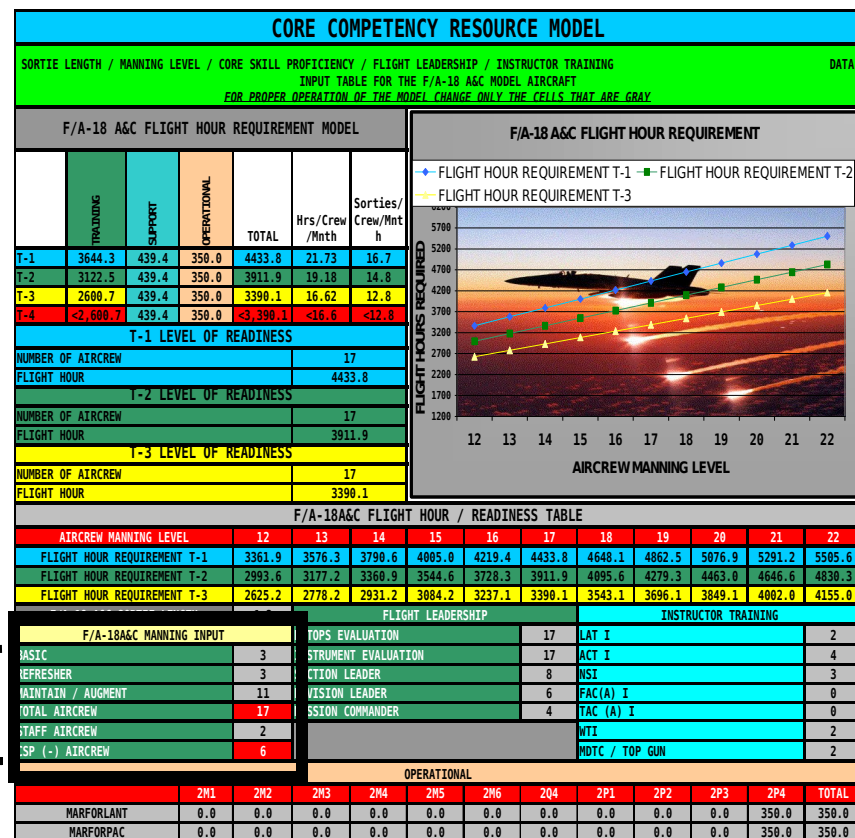 CORE COMPETENCY RESOURCE MODEL
SORTIE LENGTH / MANNING LEVEL / CORE SKILL PROFICIENCY / FLIGHT LEADERSHIP / INSTRUCTOR TRAINING DATA
INPUT TABLE FOR THE F/A-18 A&C MODEL AIRCRAFT
FOR PROPER OPERATION OF THE MODEL CHANGE ONLY THE CELLS THAT ARE GRAY
F/A-18 A&C FLIGHT HOUR REQUIREMENT MODEL
TRAINING SUPPORT OPERATIONAL TOTAL Hrs/Crew /Mnth Sorties/ Crew/Mnt h
T-1 3644.3 439.4 350.0 4433.8 21.73 16.7
T-2 3122.5 439.4 350.0 3911.9 19.18 14.8
T-3 2600.7 439.4 350.0 3390.1 16.62 12.8
T-4 <2,600.7 439.4 350.0 <3,390.1 <16.6 <12.8
T-1 LEVEL OF READINESS
NUMBER OF AIRCREW 17
FLIGHT HOUR 4433.8
T-2 LEVEL OF READINESS
NUMBER OF AIRCREW 17
FLIGHT HOUR 3911.9
T-3 LEVEL OF READINESS
NUMBER OF AIRCREW 17
FLIGHT HOUR 3390.1
F/A-18 A&C FLIGHT HOUR REQUIREMENT
FLIGHT HOUR REQUIREMENT T-1 FLIGHT HOUR REQUIREMENT T-2
FLIGHT HOUR REQUIREMENT T-3
FLIGHT HOURS REQUIRED
6200
5700
5200
4700
4200
3700
3200
2700
2200
1700
1200
12 13 14 15 16 17 18 19 20 21 22
AIRCREW MANNING LEVEL
F/A-18A&C FLIGHT HOUR / READINESS TABLE
AIRCREW MANNING LEVEL 12 13 14 15 16 17 18 19 20 21 22
FLIGHT HOUR REQUIREMENT T-1 3361.9 3576.3 3790.6 4005.0 4219.4 4433.8 4648.1 4862.5 5076.9 5291.2 5505.6
FLIGHT HOUR REQUIREMENT T-2 2993.6 3177.2 3360.9 3544.6 3728.3 3911.9 4095.6 4279.3 4463.0 4646.6 4830.3
FLIGHT HOUR REQUIREMENT T-3 2625.2 2778.2 2931.2 3084.2 3237.1 3390.1 3543.1 3696.1 3849.1 4002.0 4155.0
FLIGHT LEADERSHIP INSTRUCTOR TRAINING
F/A-18A&C MANNING INPUT TOPS EVALUATION 17 LAT I 2
BASIC 3 STRUMENT EVALUATION 17 ACT I 4
REFRESHER 3 CTION LEADER 8 NSI 3
MAINTAIN / AUGMENT 11 VISION LEADER 6 FAC(A) I 0
TOTAL AIRCREW 17 SSION COMMANDER 4 TAC (A) I 0
STAFF AIRCREW 2 WTI 2
CSP (-) AIRCREW 6 MDTC / TOP GUN 2
OPERATIONAL
2M1 2M2 2M3 2M4 2M5 2M6 2Q4 2P1 2P2 2P3 2P4 TOTAL
MARFORLANT 0.0 0.0 0.0 0.0 0.0 0.0 0.0 0.0 0.0 0.0 350.0 350.0
MARFORPAC 0.0 0.0 0.0 0.0 0.0 0.0 0.0 0.0 0.0 0.0 350.0 350.0